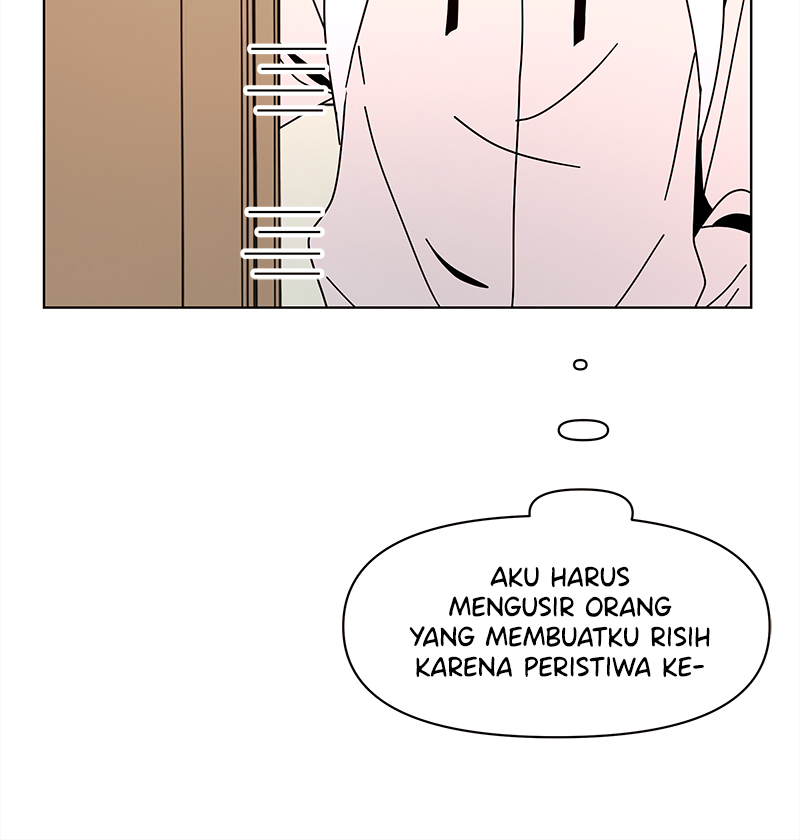 AKU HARUS
MENGUSIR ORANG
YANG MEMBUATKU RISIH
KARENA PERISTIWA KE-